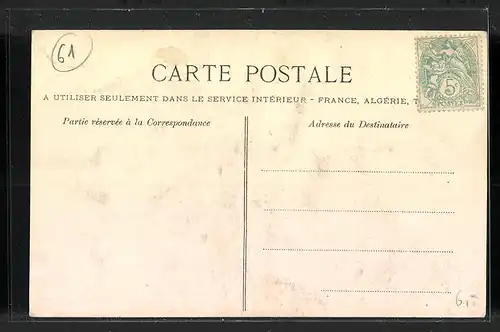 61
CARTE POSTALE
A UTILISER SEULEMENT DANS LE SERVICE INTÉRIEUR - FRANCE, ALGÉRIE, T
Partie réservée à la Correspondance
Adresse du Destinataire
5
POSTES